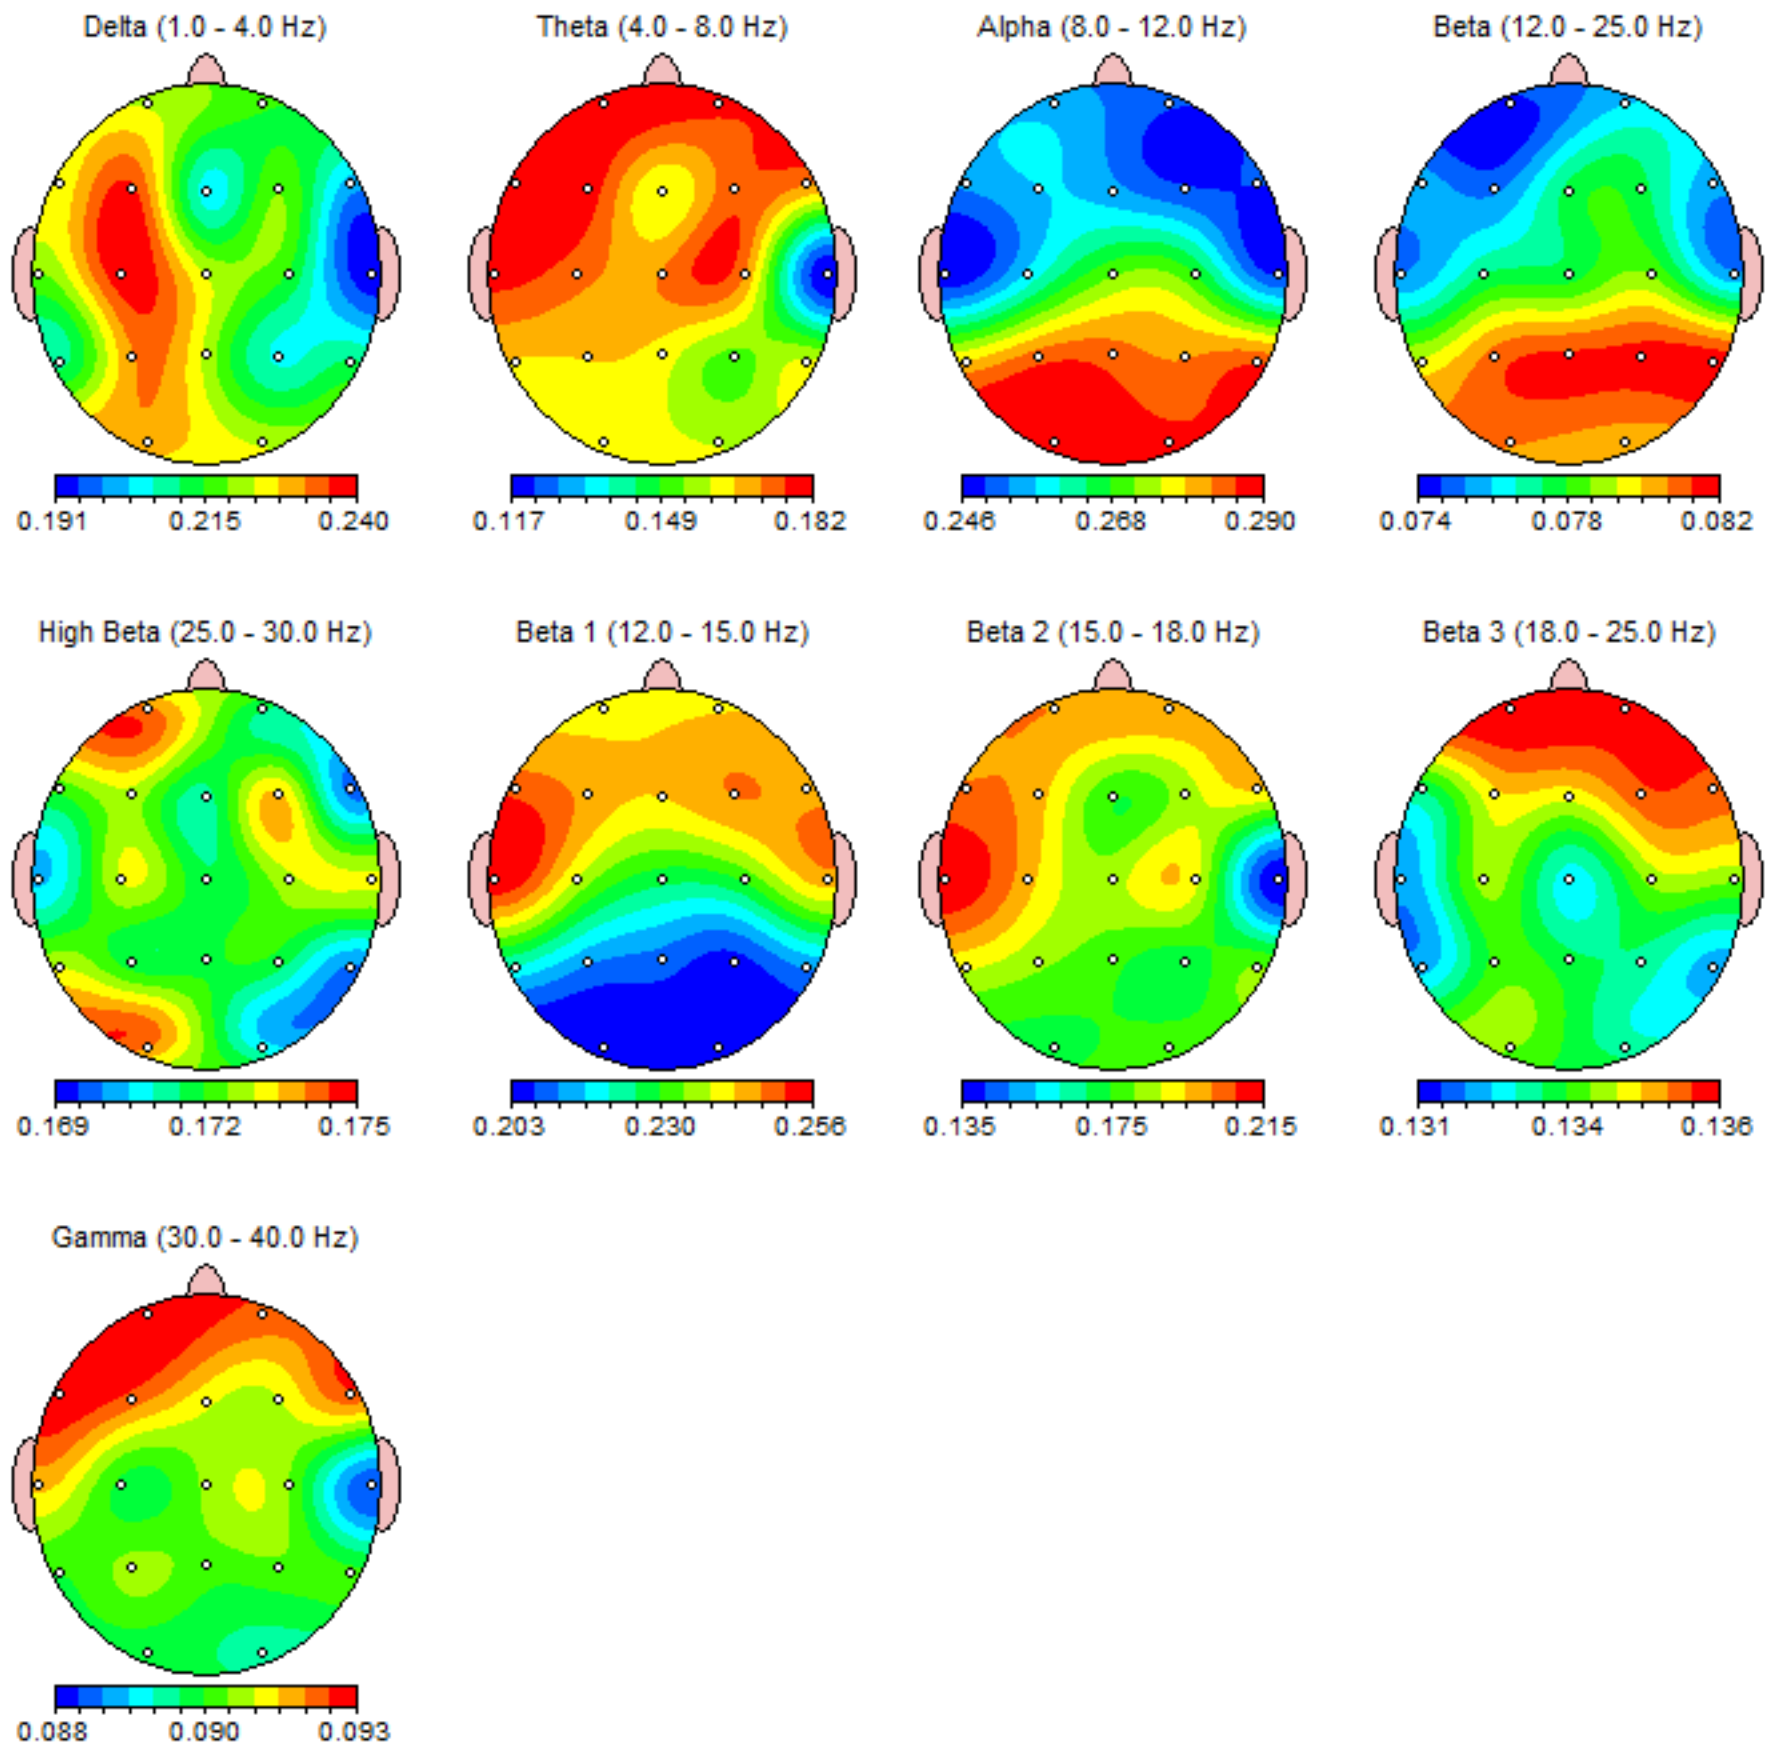 Delta (1.0 - 4.0 Hz) Theta (4.0 - 8.0 Hz) Alpha (8.0 - 12.0 Hz) Beta (12.0 - 25.0 Hz)
0.191 0.215 0.240 0.117 0.149 0.182 0.246 0.268 0.290 0.074 0.078 0.082
High Beta (25.0 - 30.0 Hz) Beta 1 (12.0 - 15.0 Hz) Beta 2 (15.0 - 18.0 Hz) Beta 3 (18.0 - 25.0 Hz)
0.169 0.172 0.175 0.203 0.230 0.256 0.135 0.175 0.215 0.131 0.134 0.136
Gamma (30.0 - 40.0 Hz)
0.088 0.090 0.093